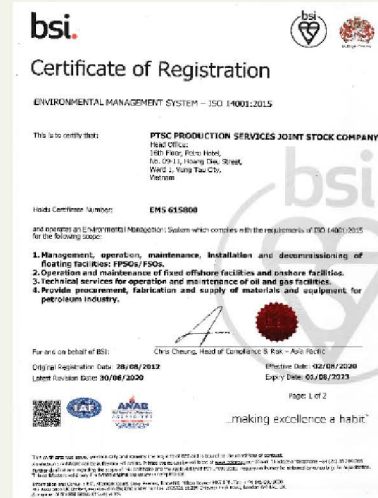 bsi.
bsi
Certificate of Registration
ENVIRONMENTAL MANAGEMENT SYSTEM – ISO 14001:2015
This is to certify that:
PTSC PRODUCTION SERVICES JOINT STOCK COMPANY
Head Office:
16th Floor, Petro Hotel,
No. 09-11, Hoang Dieu Street,
Ward 1, Vung Tau City,
Vietnam
Holds Certificate Number:
EMS 615800
and operates an Environmental Management System which complies with the requirements of ISO 14001:2015
for the following scope:
1. Management, operation, maintenance, installation and decommissioning of
floating facilities: FPSOs/FSOs.
2. Operation and maintenance of fixed offshore facilities and onshore facilities.
3. Technical services for operation and maintenance of oil and gas facilities.
4. Provide procurement, fabrication and supply of materials and equipment for
petroleum industry.
bsi
For and on behalf of BSI:
Chris Cheung, Head of Compliance & Risk - Asia Pacific
Original Registration Date: 28/08/2012
Effective Date: 02/08/2020
Latest Revision Date: 30/06/2020
Expiry Date: 01/08/2023
Page: 1 of 2
TAF
ANAB
...making excellence a habit.